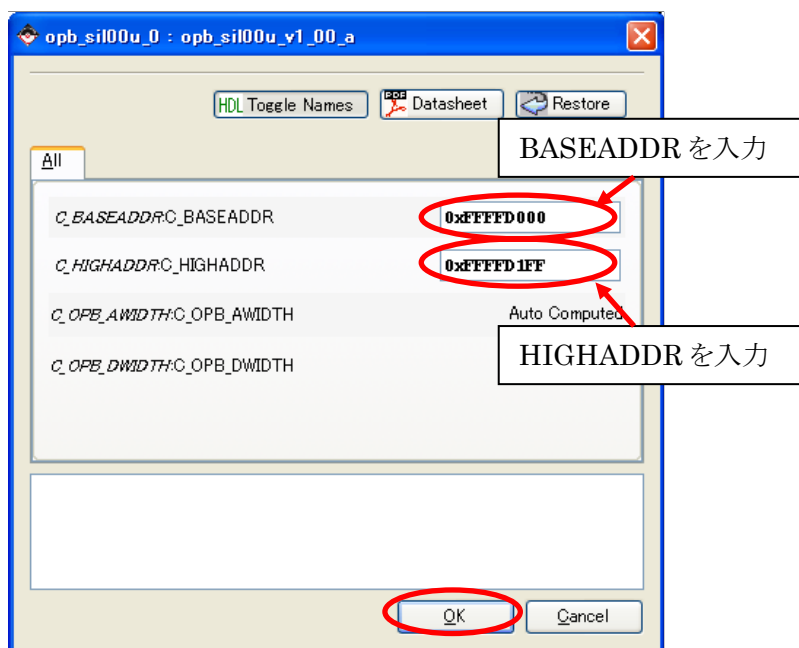 opb_sil00u_0 : opb_sil00u_v1_00_a
HDL Toggle Names
PDF Datasheet
Restore
BASEADDR を入力
All
C_BASEADDR:C_BASEADDR 0xFFFFD000
C_HIGHADDR:C_HIGHADDR 0xFFFFD1FF
C_OPB_AWIDTH:C_OPB_AWIDTH Auto Computed
HIGHADDR を入力
C_OPB_DWIDTH:C_OPB_DWIDTH
OK
Cancel